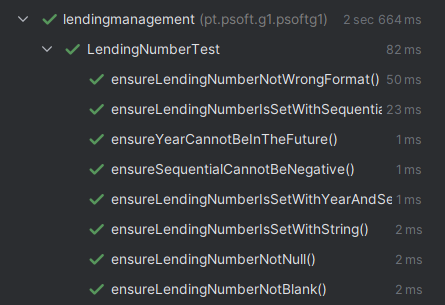 lendingmanagement (pt.psoft.g1.psoftg1) 2 sec 664 ms
LendingNumberTest 82 ms
ensureLendingNumberNotWrongFormat() 50 ms
ensureLendingNumberIsSetWithSequentia 23 ms
ensureYearCannotBeInTheFuture() 1 ms
ensureSequentialCannotBeNegative() 1 ms
ensureLendingNumberIsSetWithYearAndSe 1 ms
ensureLendingNumberIsSetWithString() 2 ms
ensureLendingNumberNotNull() 2 ms
ensureLendingNumberNotBlank() 2 ms